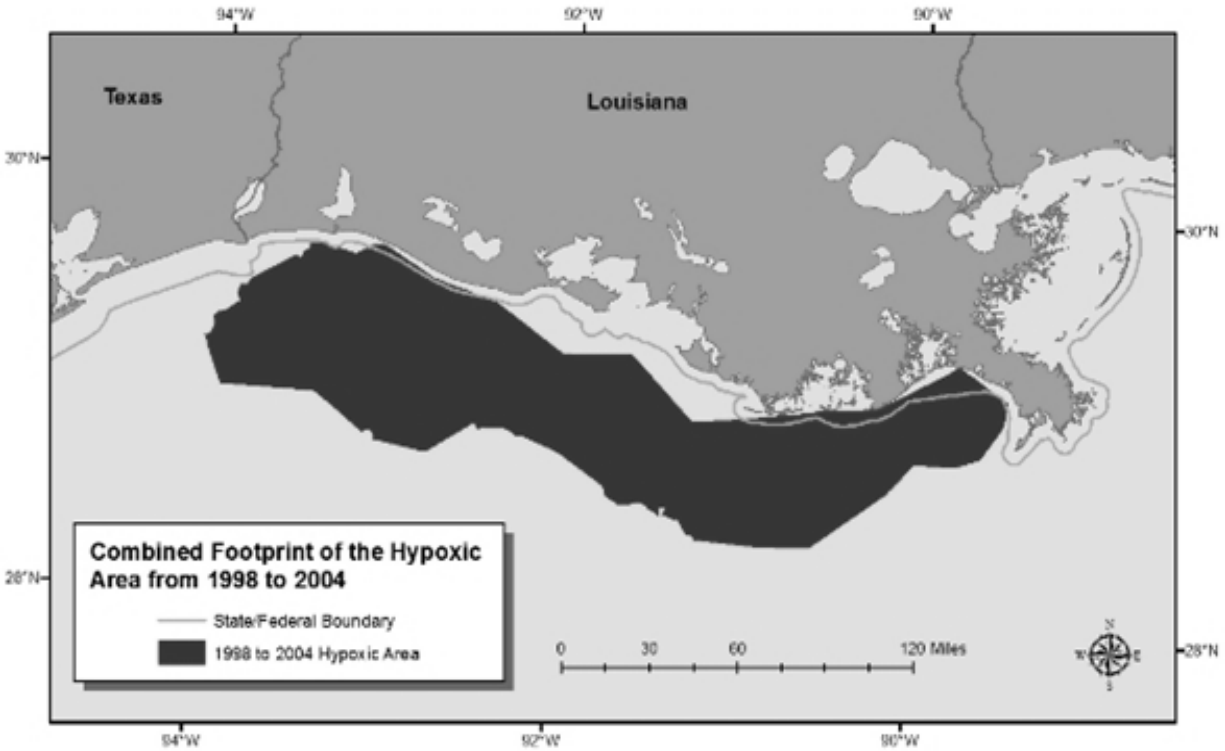 94°W 92°W 90°W
Texas
Louisiana
30°N
30°N
Combined Footprint of the Hypoxic
Area from 1998 to 2004
State/Federal Boundary
1998 to 2004 Hypoxic Area
0 30 60 120 Miles
28°N
N
W E
S
28°N
94°W 92°W 90°W